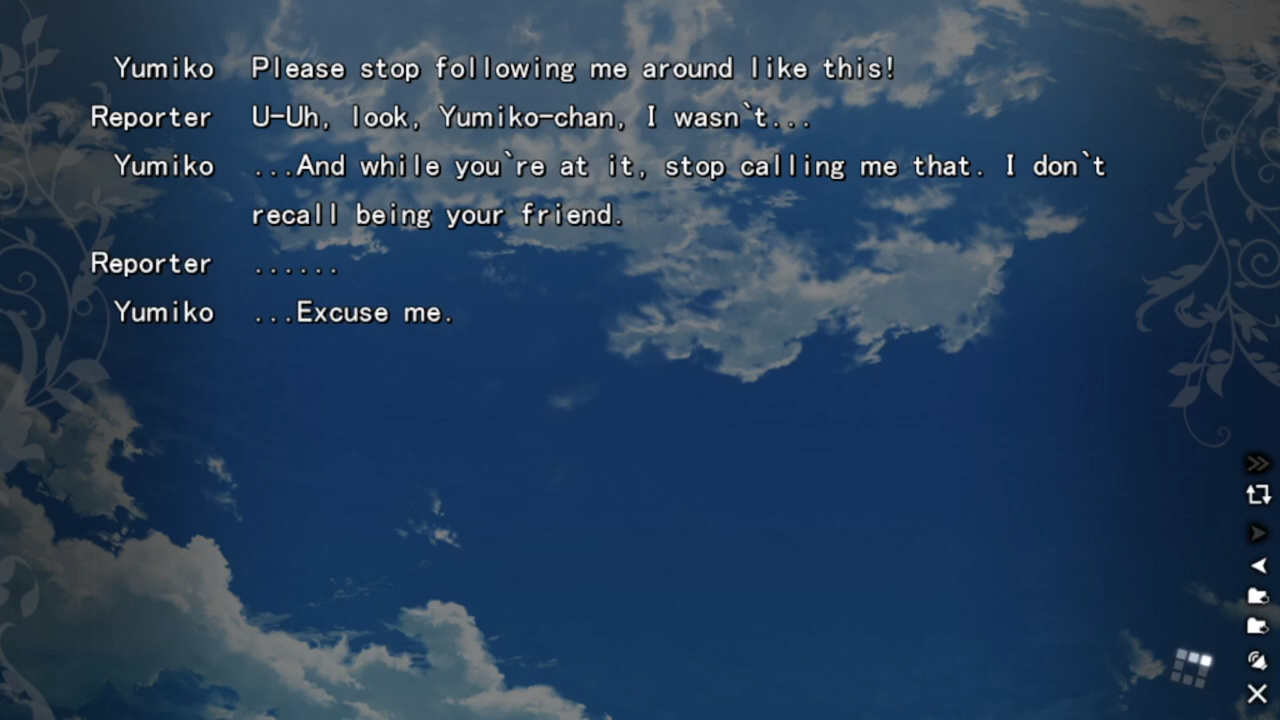 Yumiko Please stop following me around like this!
Reporter U-Uh, look, Yumiko-chan, I wasn`t...
Yumiko ...And while you`re at it, stop calling me that. I don`t
recall being your friend.
Reporter ......
Yumiko ...Excuse me.